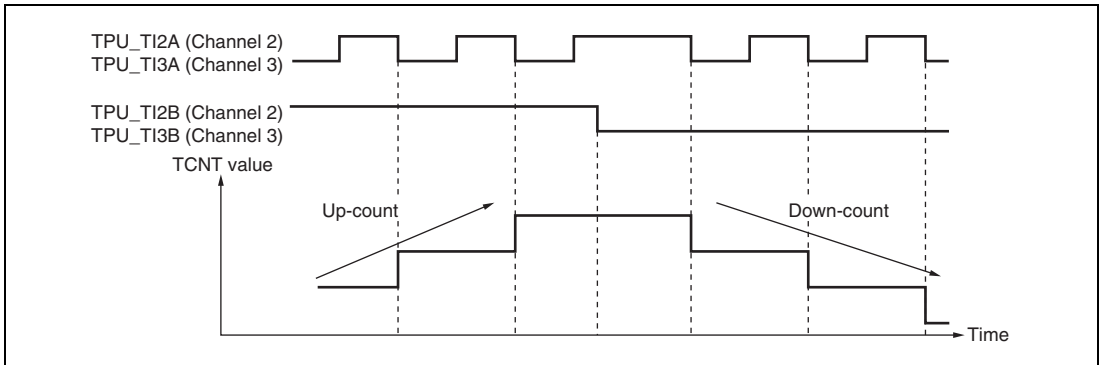 TPU_TI2A (Channel 2)
TPU_TI3A (Channel 3)
TPU_TI2B (Channel 2)
TPU_TI3B (Channel 3)
TCNT value
Up-count
Down-count
Time